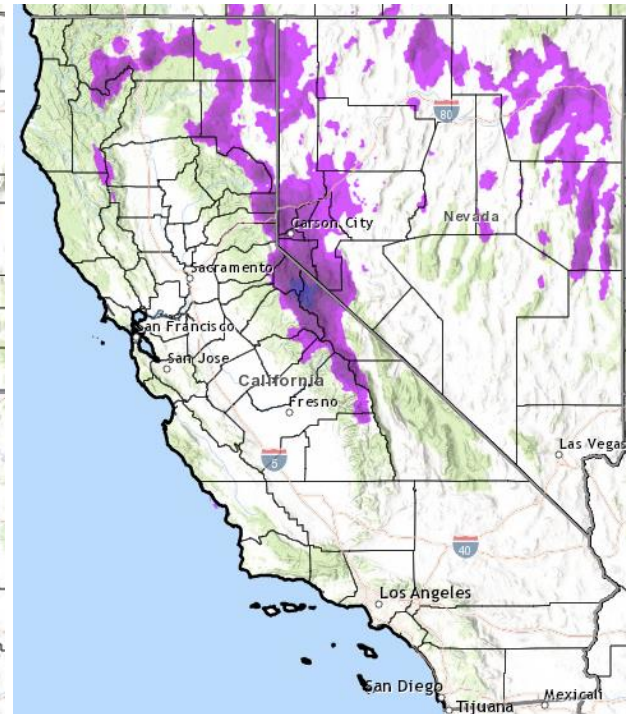 80
Carson City
Nevada
Sacramento
San Francisco
San Jose
California
Fresno
5
Las Vegas
40
Los Angeles
San Diego
Tijuana
Mexicali